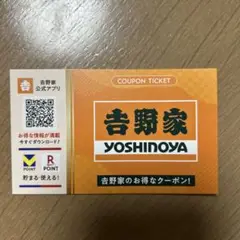 吉野家
公式アプリ
お得な情報が満載
今すぐダウンロード!
V
POINT
R
POINT
貯まる・使える!
COUPON TICKET
吉野家
YOSHINOYA
吉野家のお得なクーポン!